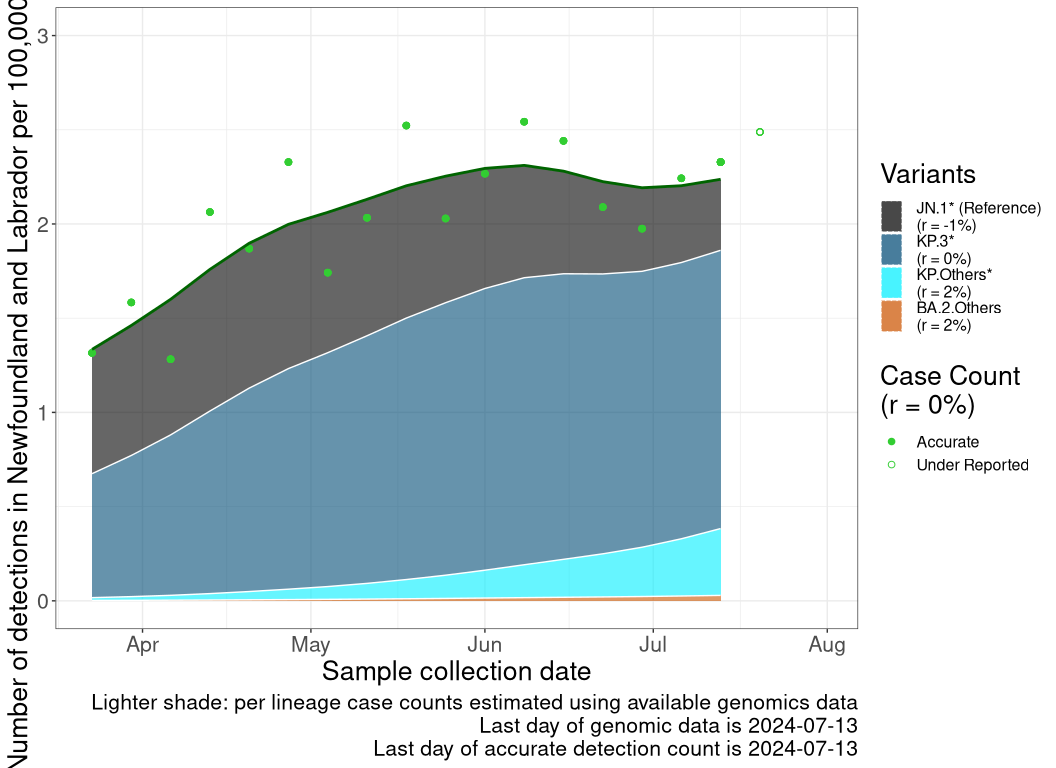 Number of detections in Newfoundland and Labrador per 100,000
3
2
1
0
Apr
May
Jun
Jul
Aug
Sample collection date
Lighter shade: per lineage case counts estimated using available genomics data
Last day of genomic data is 2024-07-13
Last day of accurate detection count is 2024-07-13
Variants
JN.1* (Reference)
(r = -1%)
KP.3*
(r = 0%)
KP.Others*
(r = 2%)
BA.2.Others
(r = 2%)
Case Count
(r = 0%)
Accurate
Under Reported